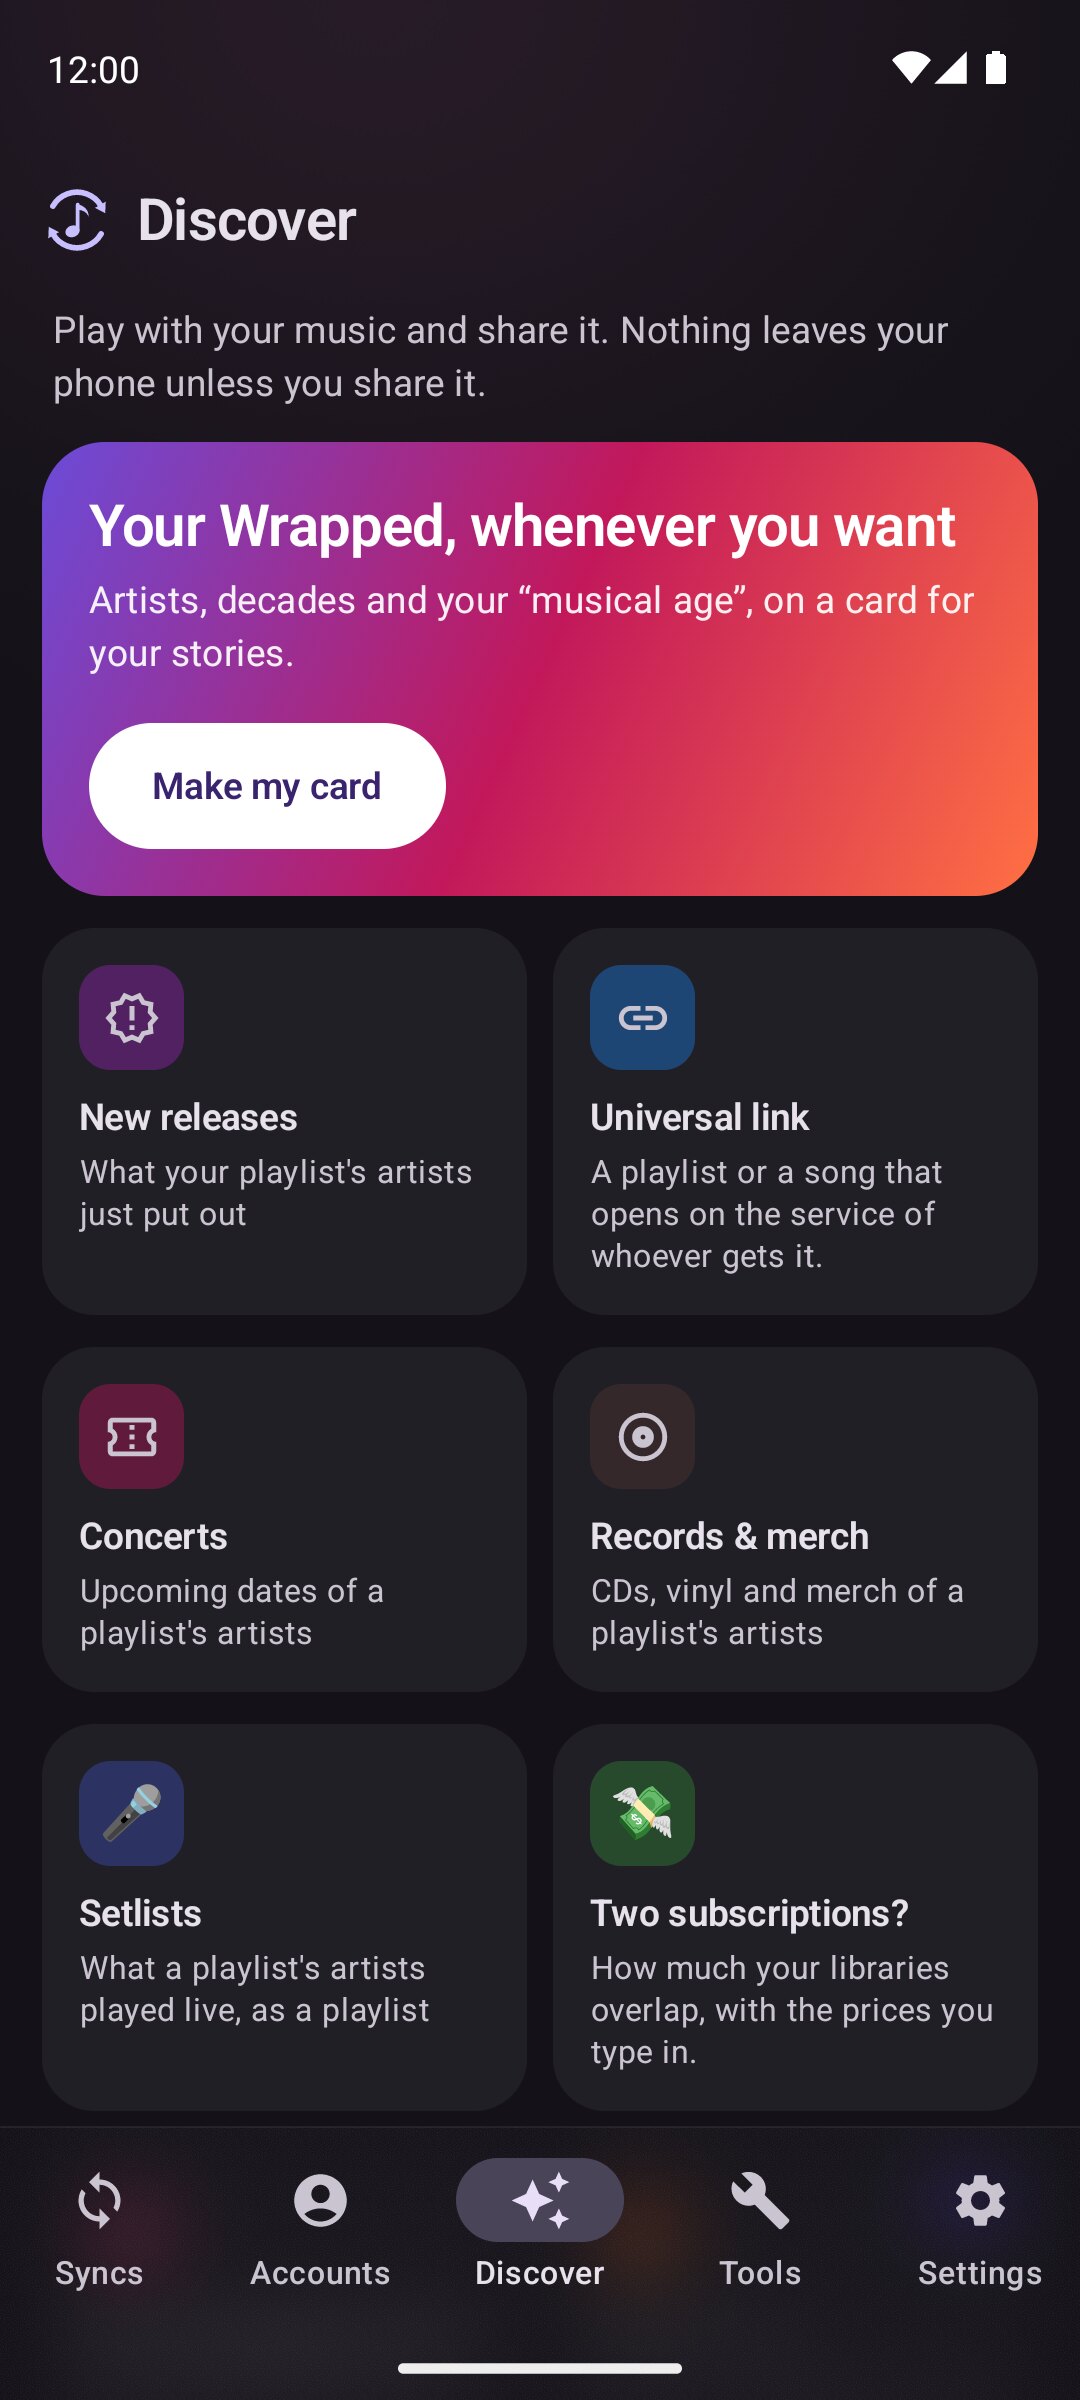 12:00
Discover
Play with your music and share it. Nothing leaves your
phone unless you share it.
Your Wrapped, whenever you want
Artists, decades and your “musical age”, on a card for
your stories.
Make my card
New releases
What your playlist's artists
just put out
Universal link
A playlist or a song that
opens on the service of
whoever gets it.
Concerts
Upcoming dates of a
playlist's artists
Records & merch
CDs, vinyl and merch of a
playlist's artists
Setlists
What a playlist's artists
played live, as a playlist
Two subscriptions?
How much your libraries
overlap, with the prices you
type in.
Syncs
Accounts
Discover
Tools
Settings